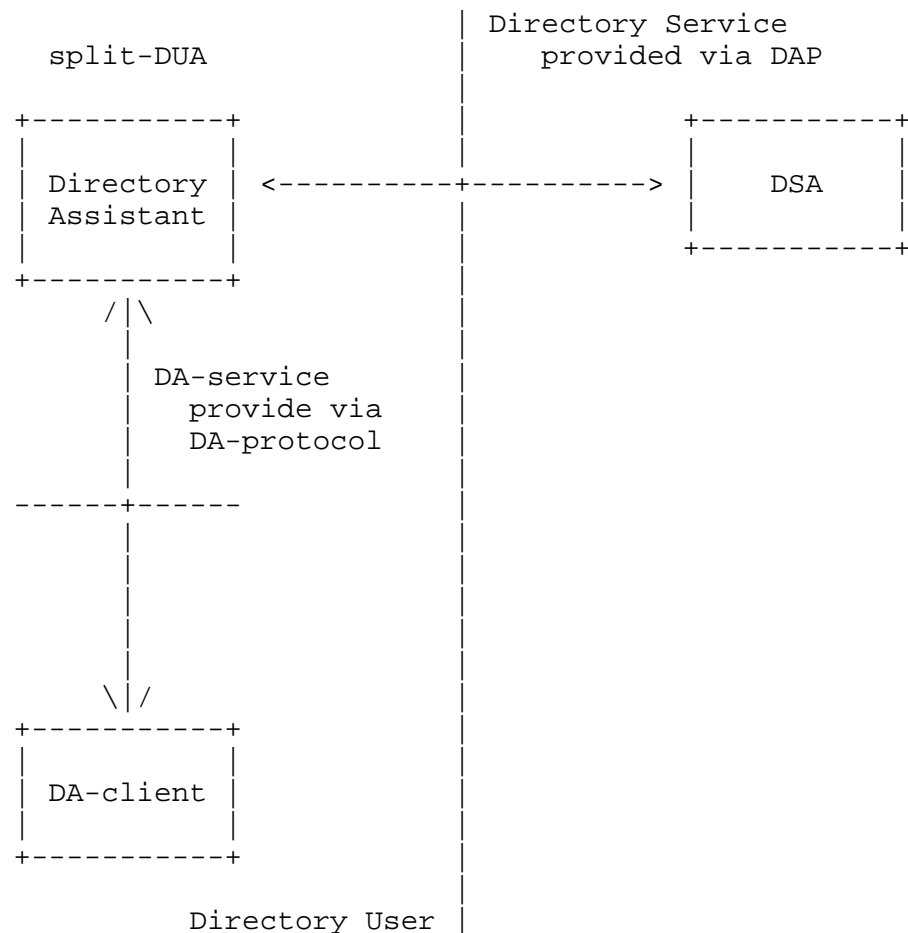 Directory Service
split-DUA provided via DAP
Directory DSA
Assistant
DA-service
provide via
DA-protocol
DA-client
Directory User